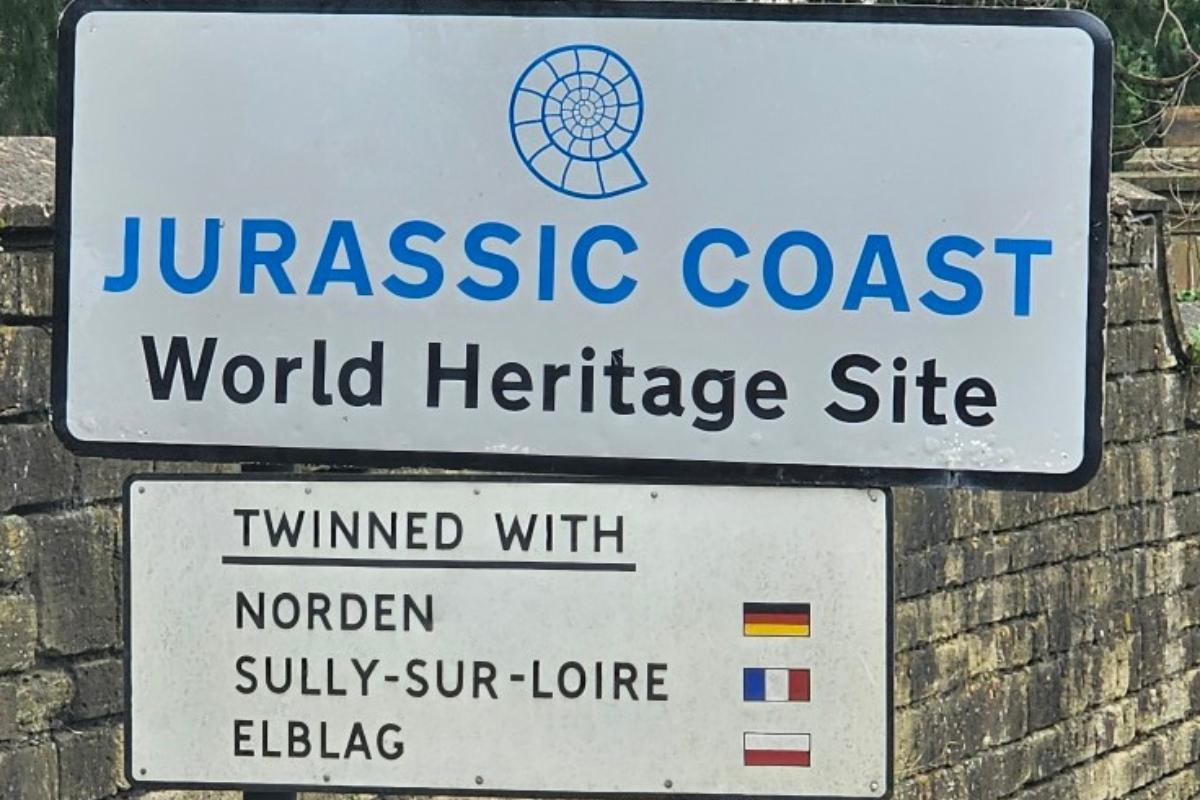 JURASSIC COAST
World Heritage Site
TWINNED WITH
NORDEN
SULLY-SUR-LOIRE
ELBLAG